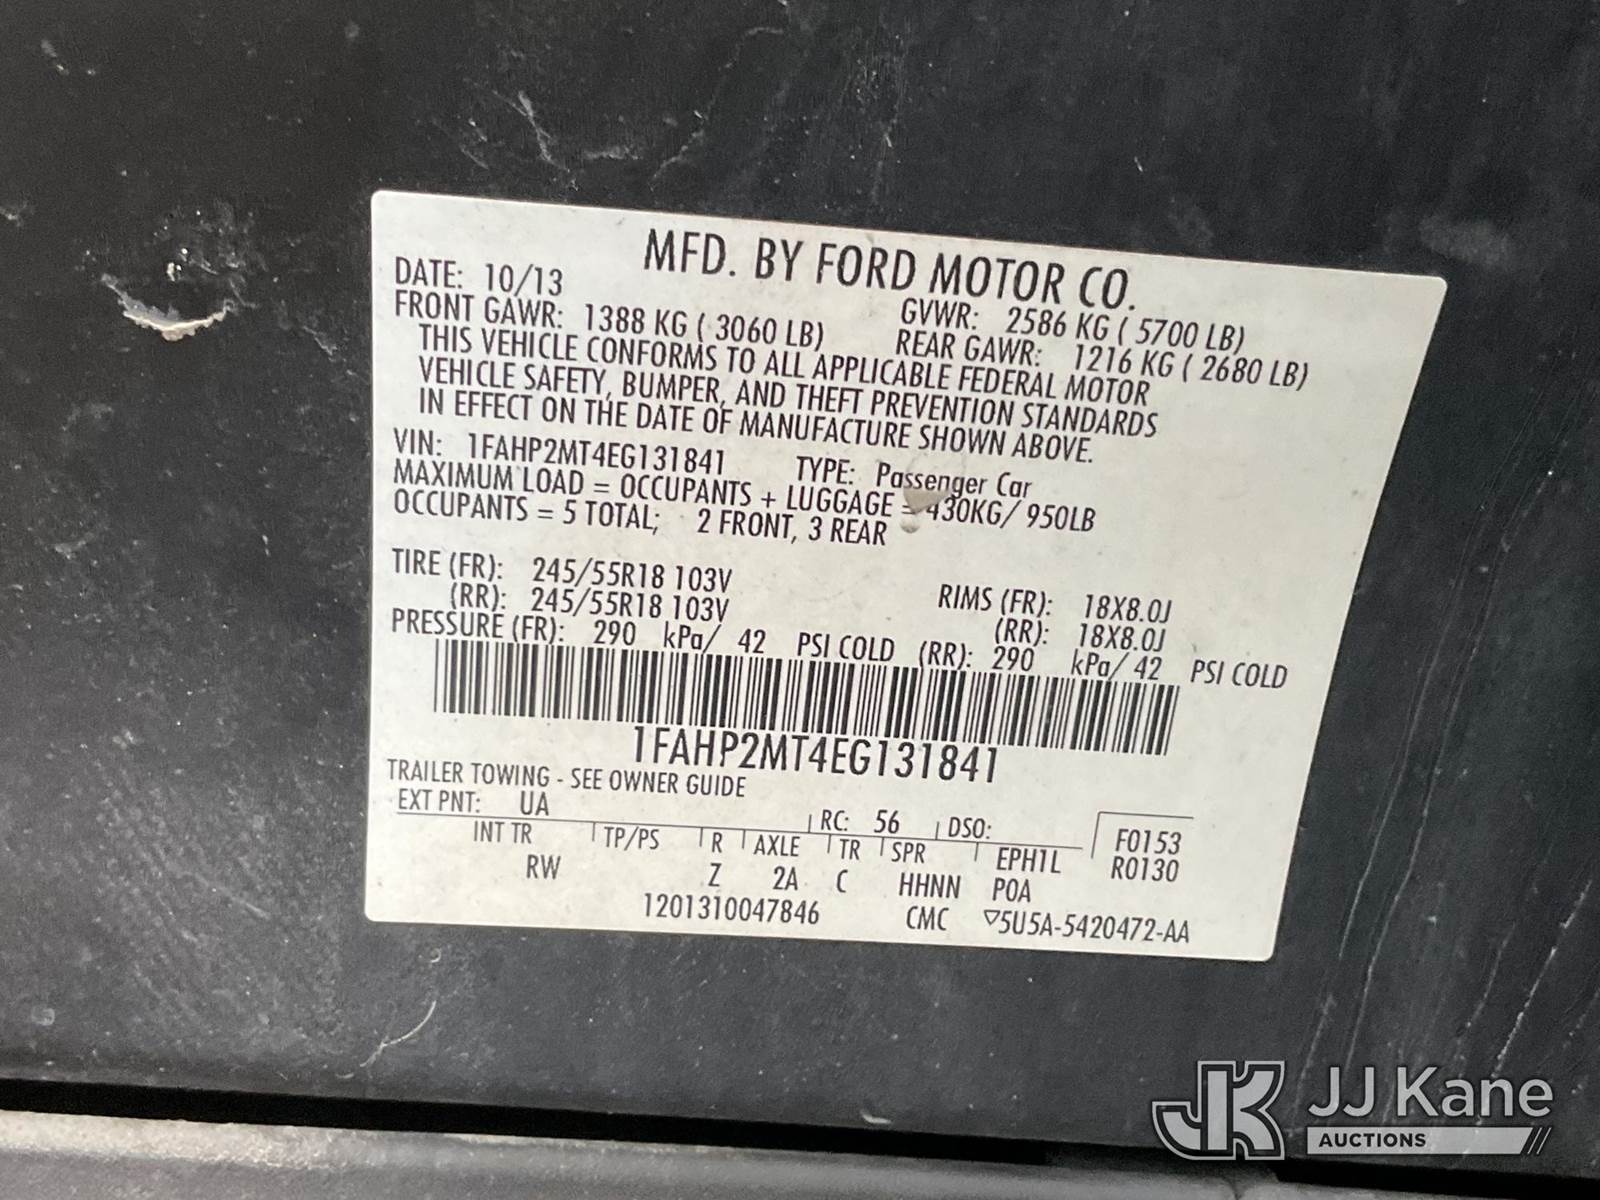 MFD. BY FORD MOTOR CO.
DATE: 10/13 GVWR: 2586 KG ( 5700 LB)
FRONT GAWR: 1388 KG ( 3060 LB) REAR GAWR: 1216 KG ( 2680 LB)
THIS VEHICLE CONFORMS TO ALL APPLICABLE FEDERAL MOTOR
VEHICLE SAFETY, BUMPER, AND THEFT PREVENTION STANDARDS
IN EFFECT ON THE DATE OF MANUFACTURE SHOWN ABOVE.
VIN: 1FAHP2MT4EG131841 TYPE: Passenger Car
MAXIMUM LOAD = OCCUPANTS + LUGGAGE = 430KG/ 950LB
OCCUPANTS = 5 TOTAL; 2 FRONT, 3 REAR
TIRE (FR): 245/55R18 103V RIMS (FR): 18X8.0J
(RR): 245/55R18 103V (RR): 18X8.0J
PRESSURE (FR): 290 kPa/ 42 PSI COLD (RR): 290 kPa/ 42 PSI COLD
1FAHP2MT4EG131841
TRAILER TOWING - SEE OWNER GUIDE
EXT PNT: UA RC: 56 DSO: F0153
INT TR TP/PS R AXLE TR SPR EPH1L R0130
RW Z 2A C HHNN POA
1201310047846 CMC ▽5U5A-5420472-AA
JK JJ Kane
AUCTIONS